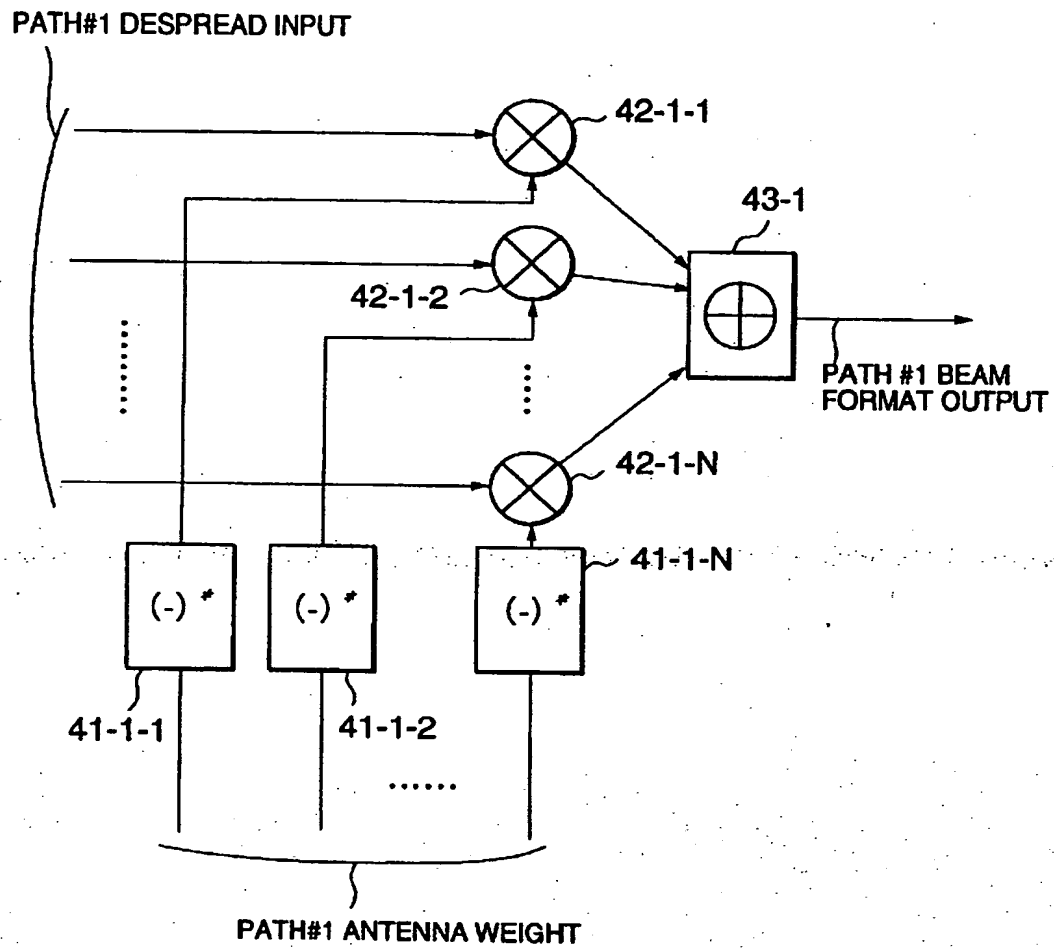 PATH#1 DESPREAD INPUT
42-1-1
43-1
42-1-2
PATH #1 BEAM
FORMAT OUTPUT
42-1-N
41-1-N
(-) *
(-) *
(-) *
41-1-1
41-1-2
PATH#1 ANTENNA WEIGHT